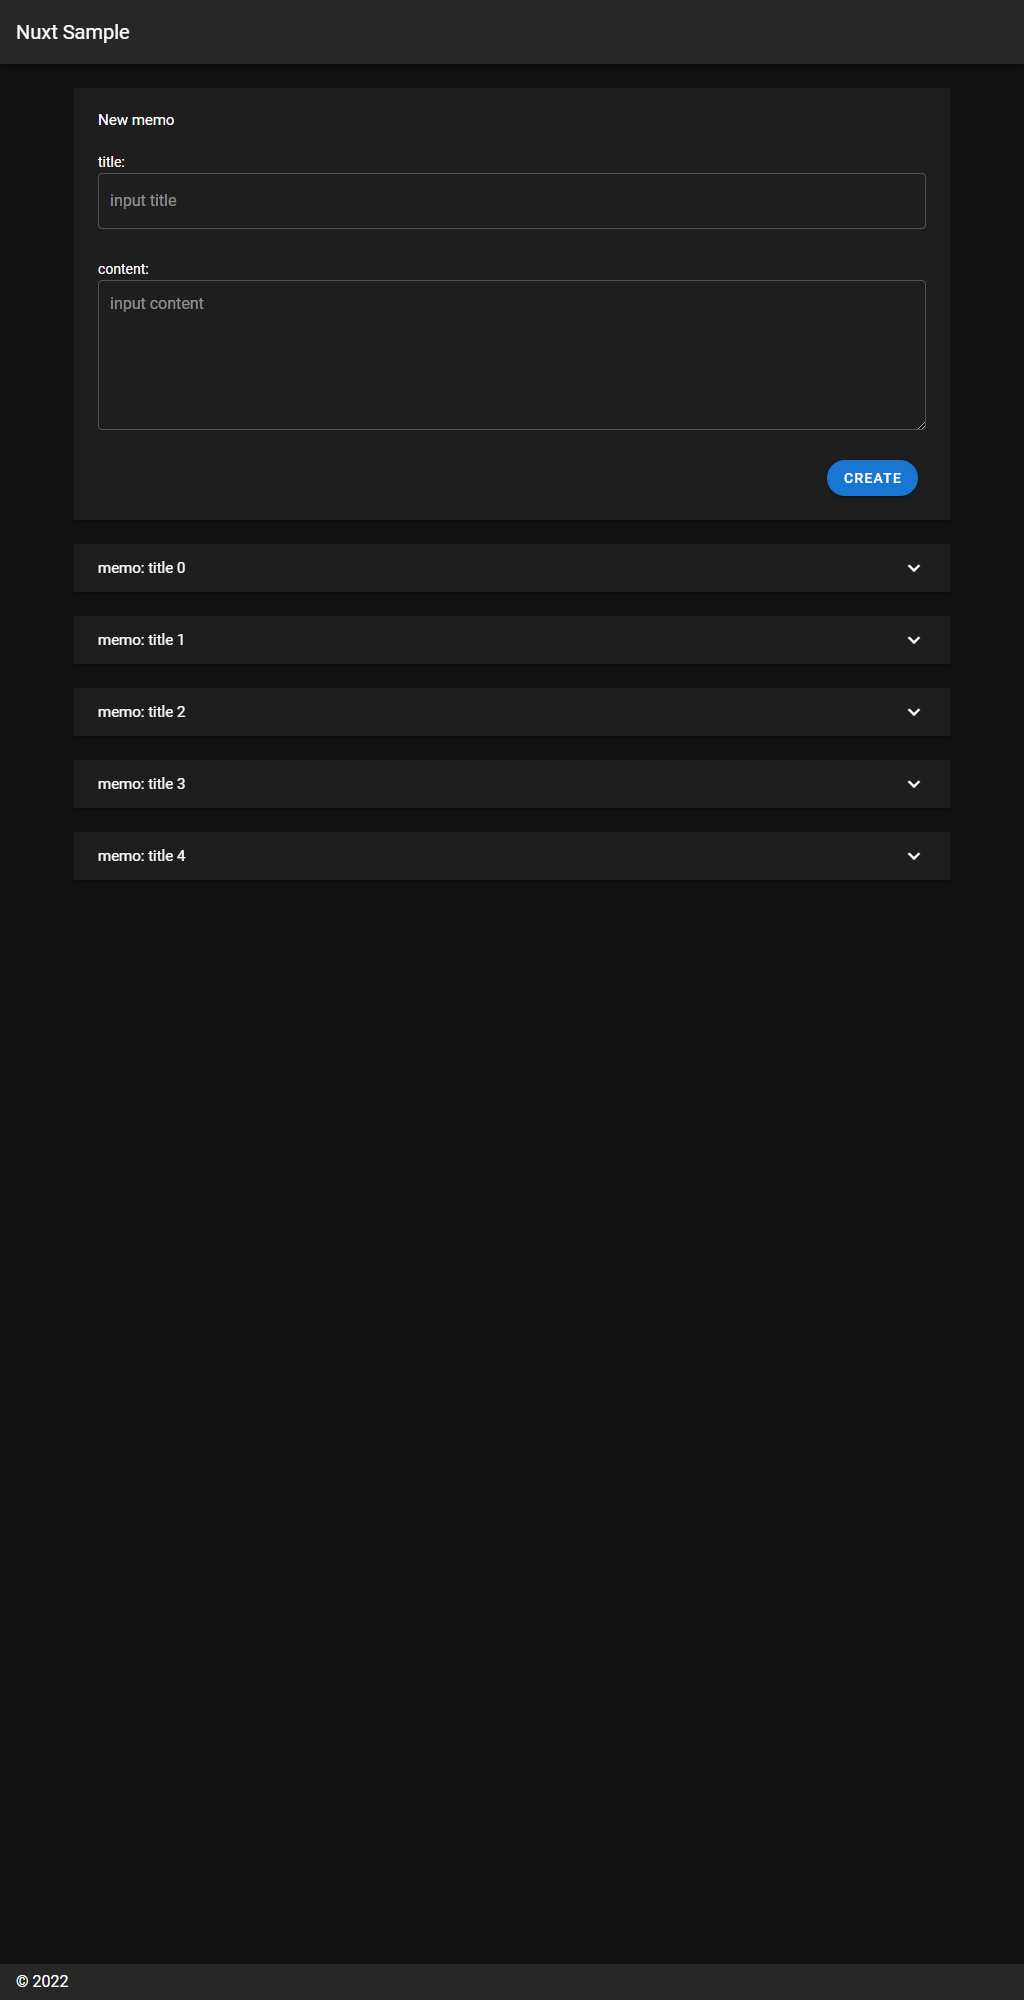 Nuxt Sample
New memo
title:
input title
content:
input content
CREATE
memo: title 0
memo: title 1
memo: title 2
memo: title 3
memo: title 4
© 2022